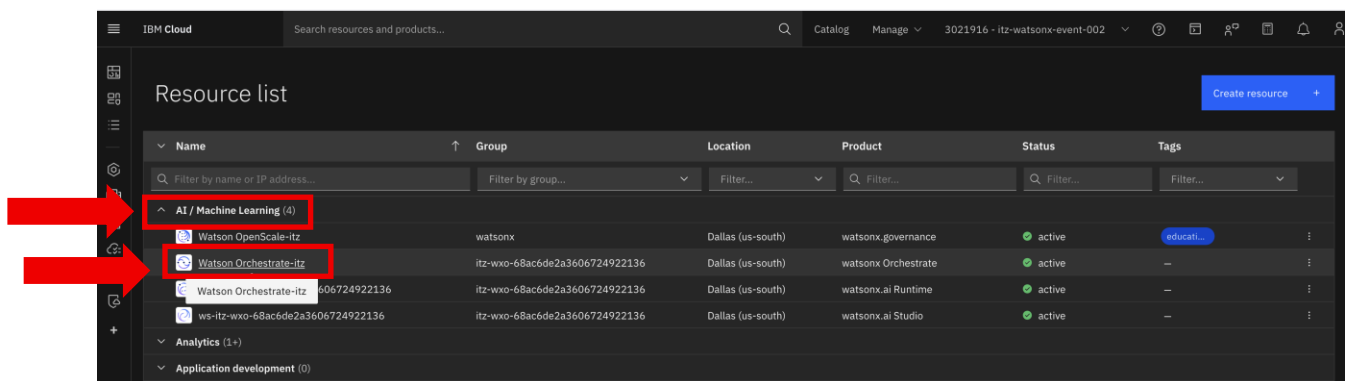 IBM Cloud Search resources and products... Catalog Manage 3021916 - itz-watsonx-event-002
Resource list
Create resource +
Name Group Location Product Status Tags
Filter by name or IP address... Filter by group... Filter... Filter... Filter... Filter...
AI / Machine Learning (4)
Watson OpenScale-itz watsonx Dallas (us-south) watsonx.governance active educati...
Watson Orchestrate-itz itz-wxo-68ac6de2a3606724922136 Dallas (us-south) watsonx Orchestrate active –
Watson Orchestrate-itz 606724922136 itz-wxo-68ac6de2a3606724922136 Dallas (us-south) watsonx.ai Runtime active –
ws-itz-wxo-68ac6de2a3606724922136 itz-wxo-68ac6de2a3606724922136 Dallas (us-south) watsonx.ai Studio active –
Analytics (1+)
Application development (0)